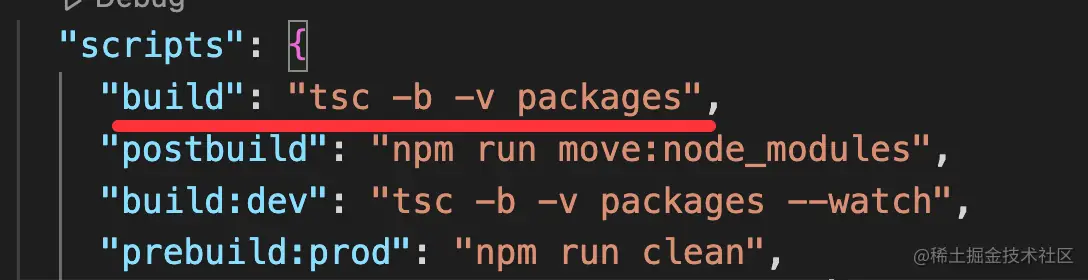 Debug
"scripts": {
"build": "tsc -b -v packages",
"postbuild": "npm run move:node_modules",
"build:dev": "tsc -b -v packages --watch",
"prebuild:prod": "npm run clean",
@稀土掘金技术社区